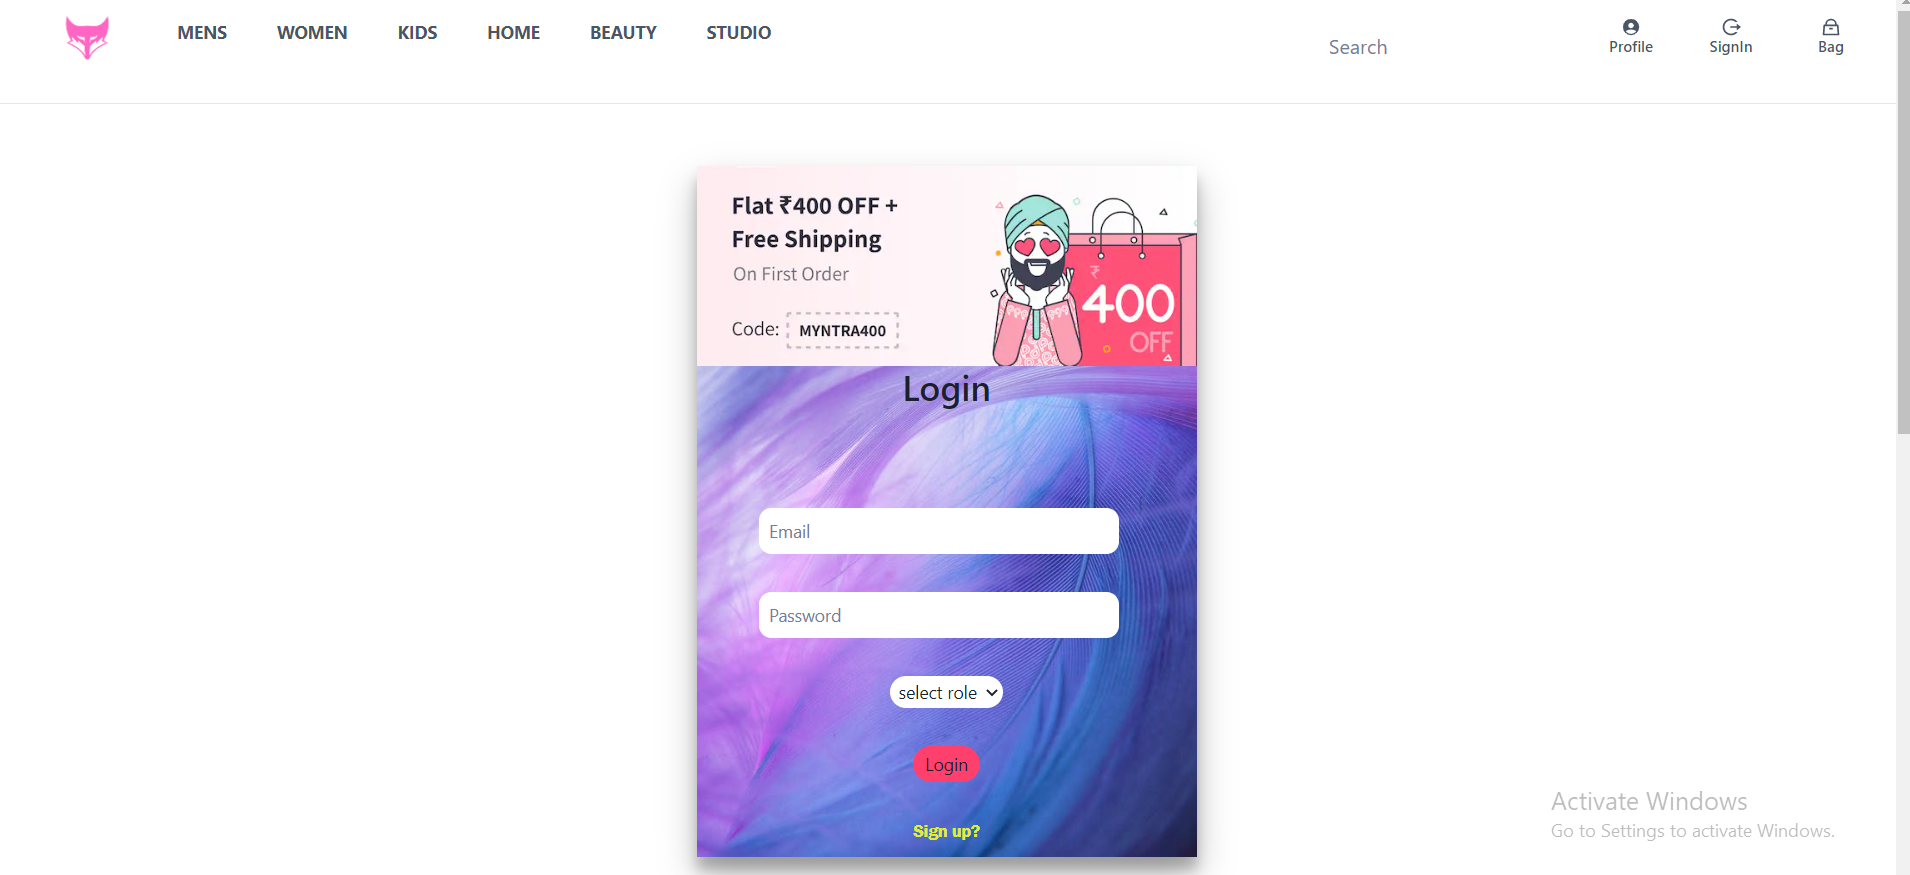 MENS WOMEN KIDS HOME BEAUTY STUDIO Search Profile SignIn Bag
Flat ₹400 OFF +
Free Shipping
On First Order
Code: MYNTRA400
₹
400
OFF
Login
Email
Password
select role
Login
Sign up?
Activate Windows
Go to Settings to activate Windows.